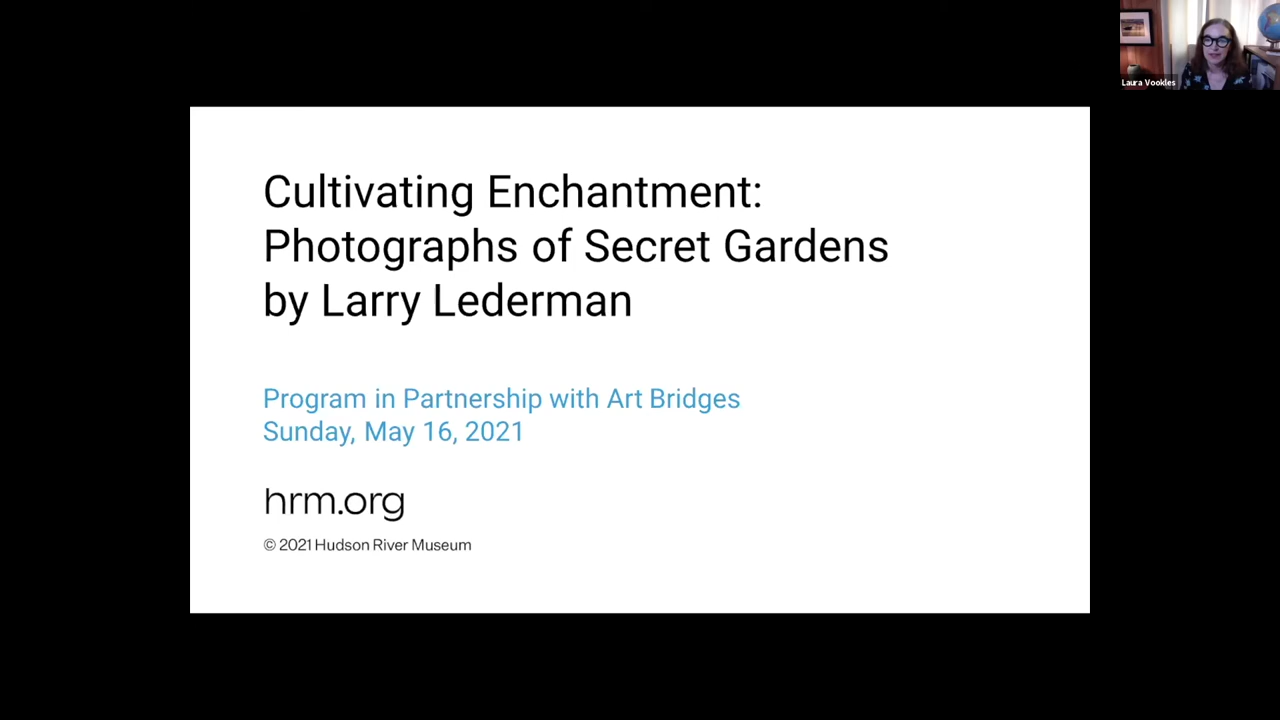 Laura Vookles
Cultivating Enchantment:
Photographs of Secret Gardens
by Larry Lederman
Program in Partnership with Art Bridges
Sunday, May 16, 2021
hrm.org
© 2021 Hudson River Museum